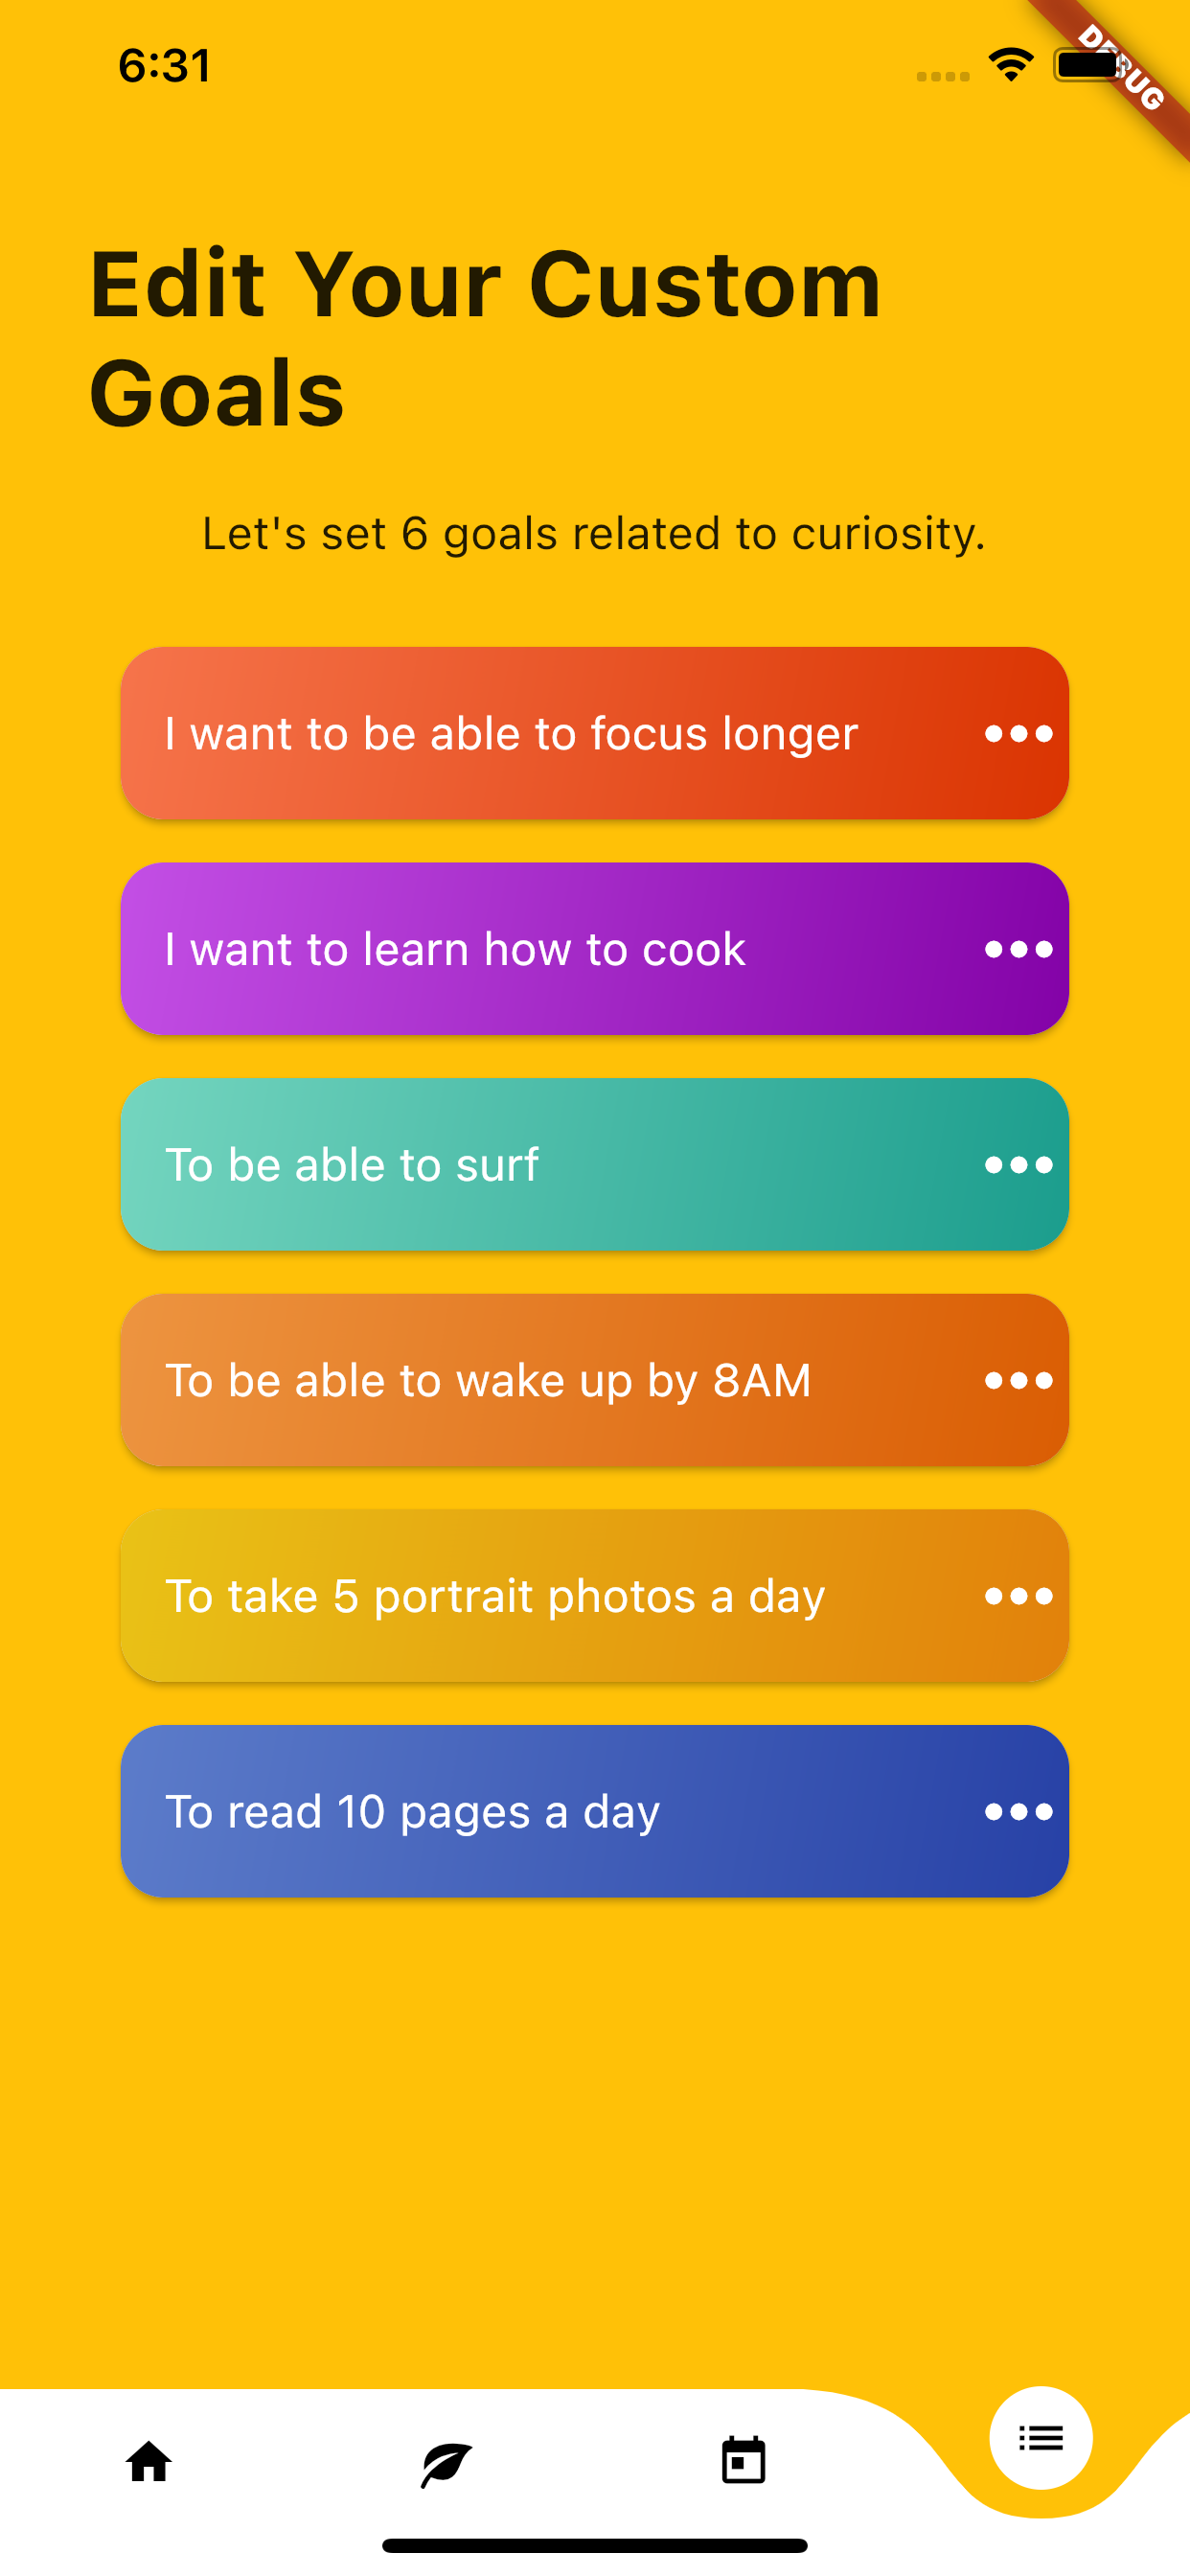 6:31
DEBUG
Edit Your Custom
Goals
Let's set 6 goals related to curiosity.
I want to be able to focus longer
I want to learn how to cook
To be able to surf
To be able to wake up by 8AM
To take 5 portrait photos a day
To read 10 pages a day